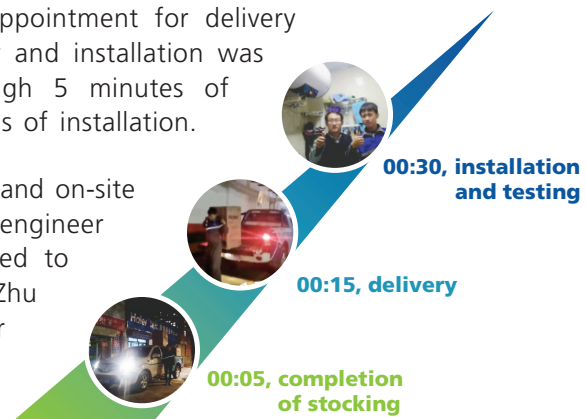 ppointment for delivery
and installation was
gh 5 minutes of
s of installation.
and on-site
engineer
ed to
Zhu
00:30, installation
and testing
00:15, delivery
00:05, completion
of stocking
Haier